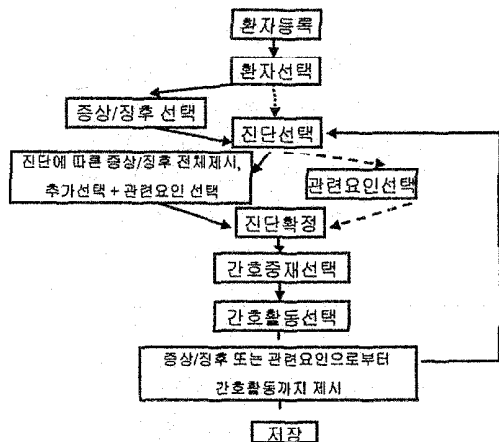 환자등록
환자선택
증상/징후 선택
진단선택
진단에 따른 증상/징후 전체제시,
추가선택 + 관련요인 선택
관련요인선택
진단확정
간호중재선택
간호활동선택
증상/징후 또는 관련요인으로부터
간호활동까지 제시
저장